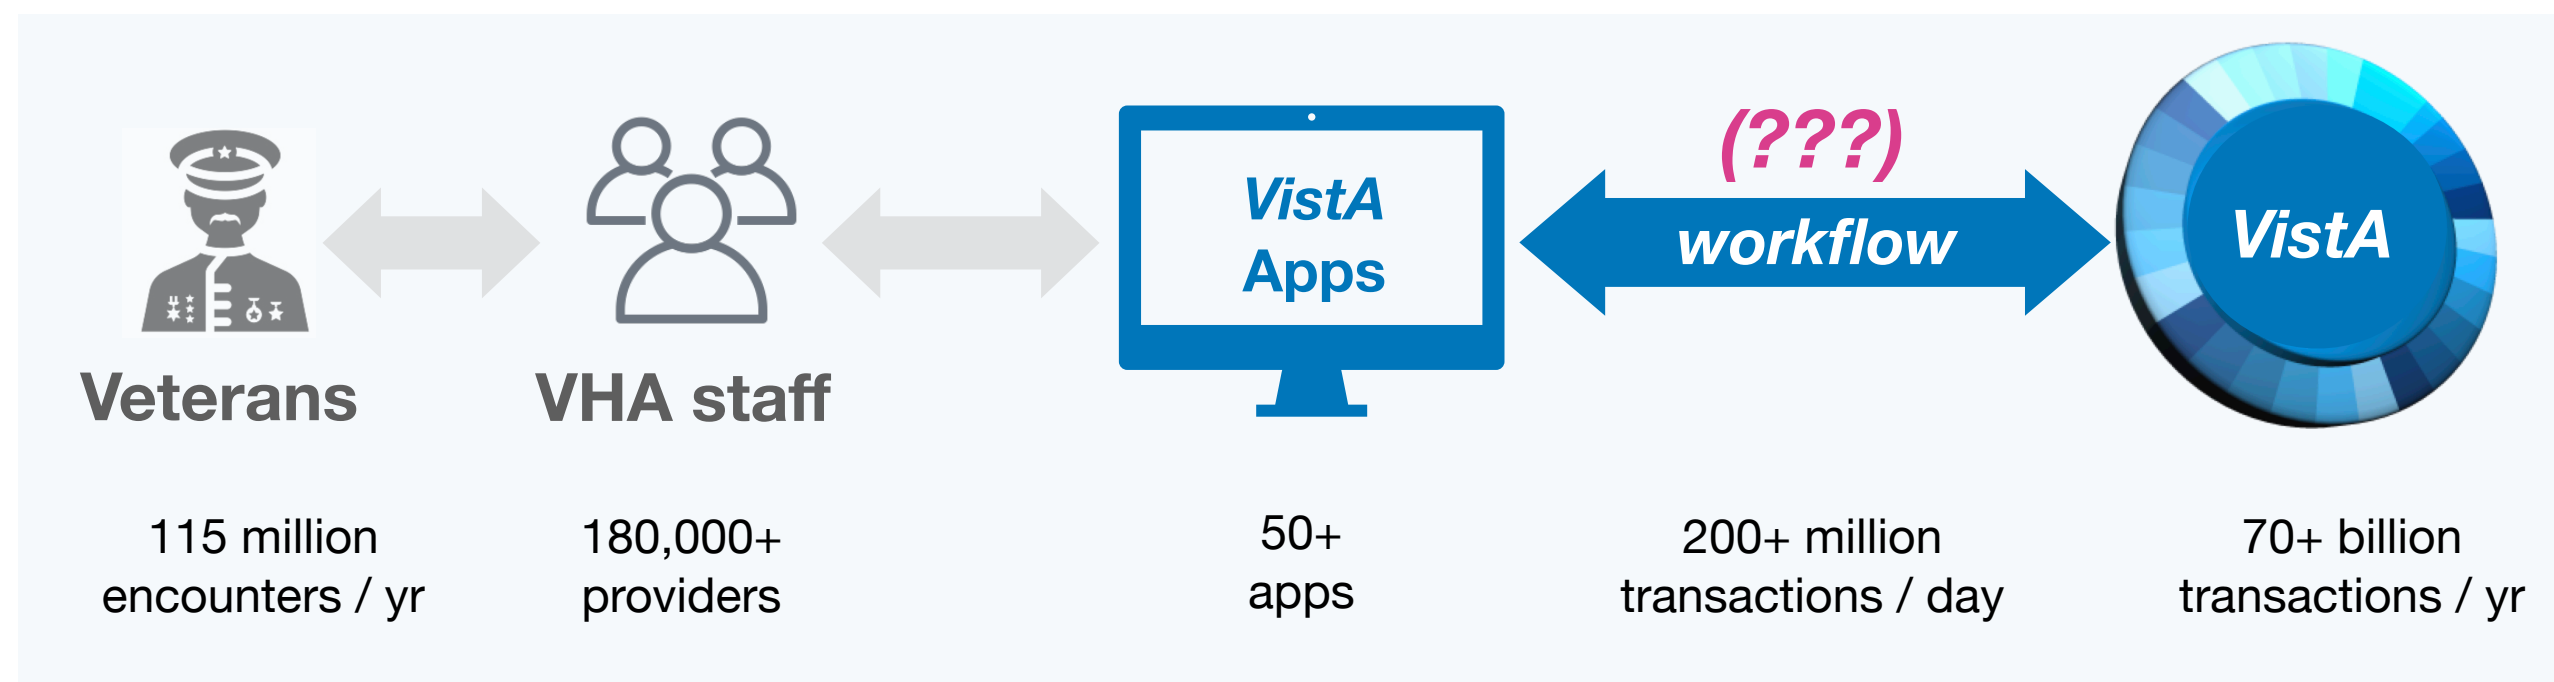 (???)
VistA
Apps
workflow
VistA
Veterans
VHA staff
115 million
encounters / yr
180,000+
providers
50+
apps
200+ million
transactions / day
70+ billion
transactions / yr